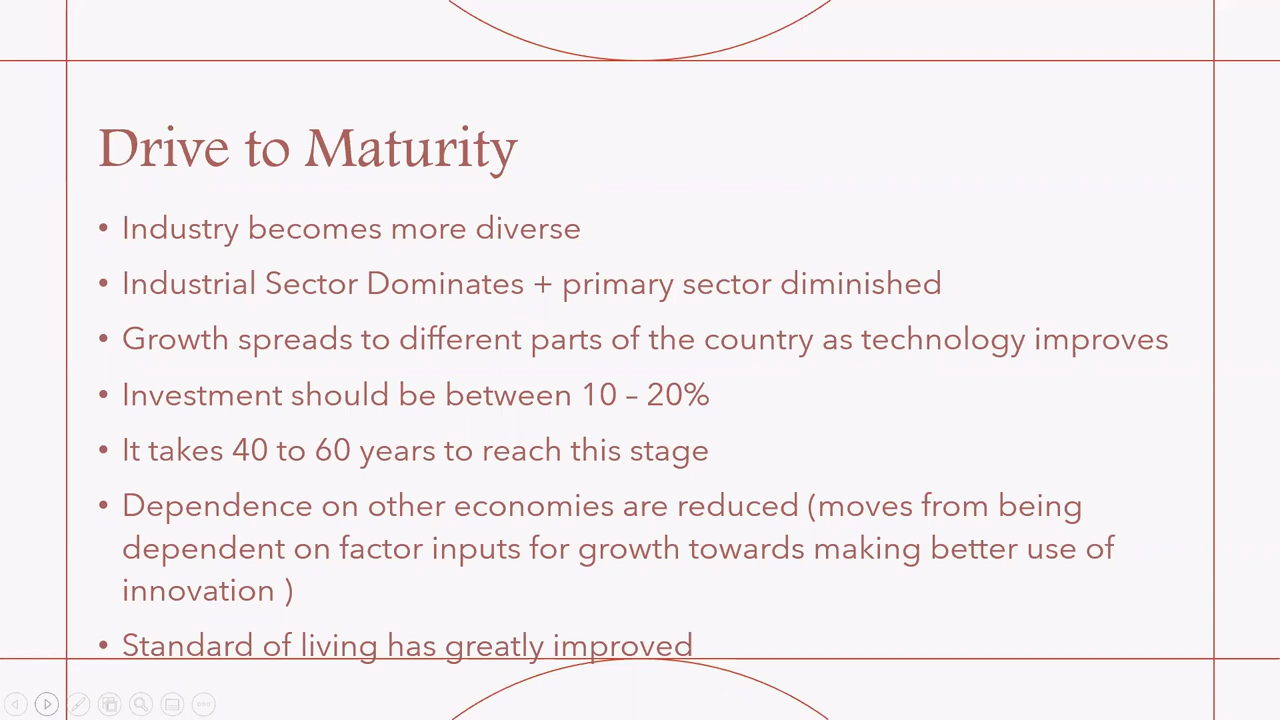 Drive to Maturity
• Industry becomes more diverse
• Industrial Sector Dominates + primary sector diminished
• Growth spreads to different parts of the country as technology improves
• Investment should be between 10 – 20%
• It takes 40 to 60 years to reach this stage
• Dependence on other economies are reduced (moves from being
dependent on factor inputs for growth towards making better use of
innovation )
• Standard of living has greatly improved